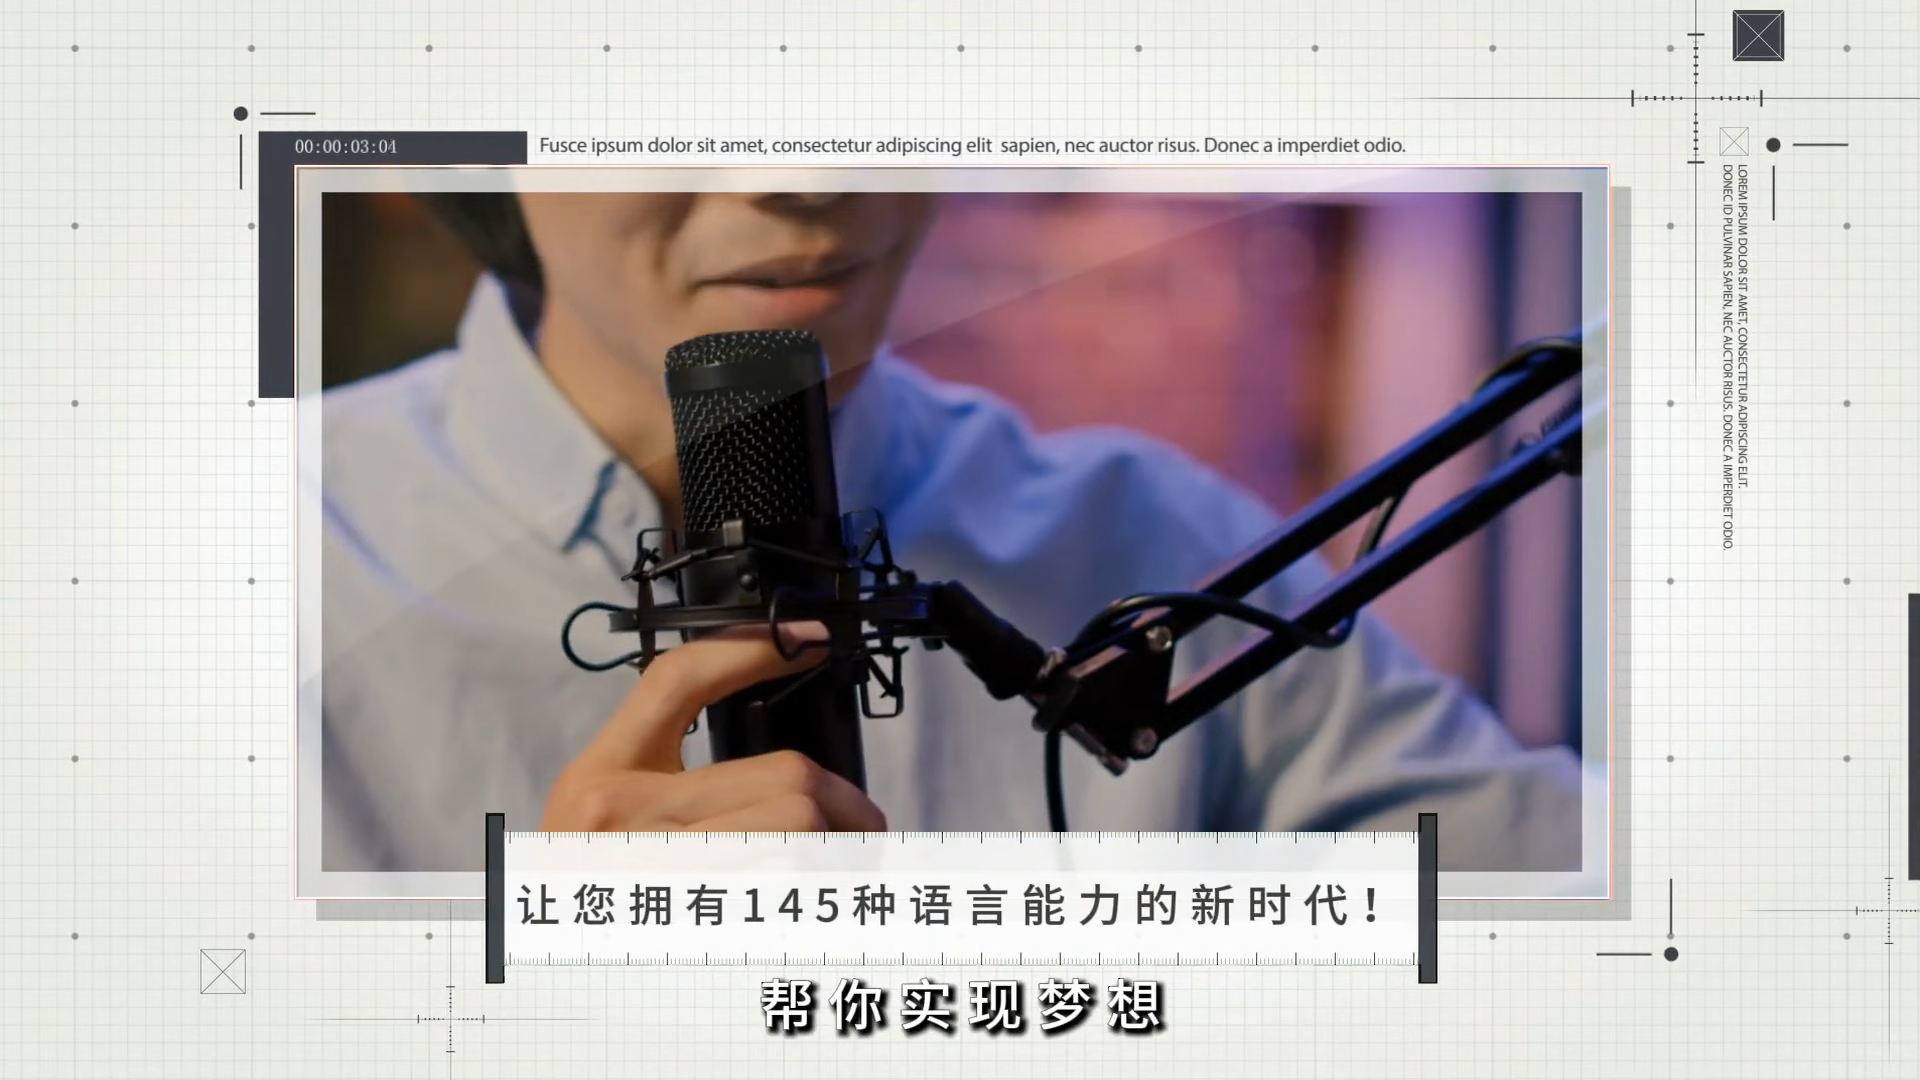 00:00:03:04
Fusce ipsum dolor sit amet, consectetur adipiscing elit  sapien, nec auctor risus. Donec a imperdiet odio.
LOREM IPSUM DOLOR SIT AMET, CONSECTETUR ADIPISCING ELIT.
DONEC ID PULVINAR SAPIEN, NEC AUCTOR RISUS. DONEC A IMPERDIET ODIO.
让您拥有145种语言能力的新时代！
帮你实现梦想